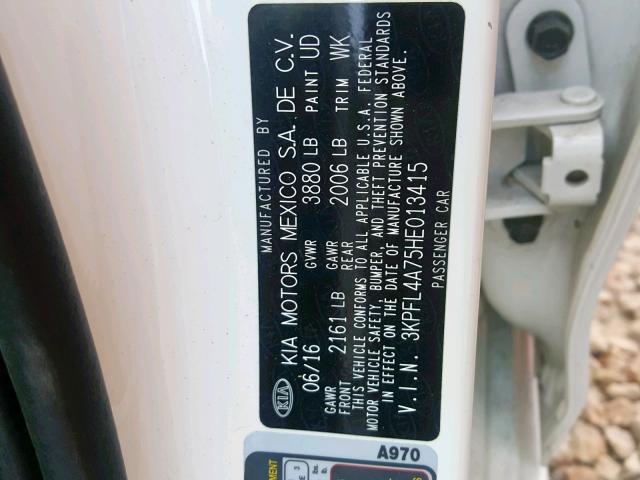 MANUFACTURED BY
KIA KIA MOTORS MEXICO S.A. DE C.V.
06/16 GVWR 3880 LB PAINT UD
GAWR FRONT 2161 LB GAWR REAR 2006 LB TRIM WK
THIS VEHICLE CONFORMS TO ALL APPLICABLE U.S.A. FEDERAL
MOTOR VEHICLE SAFETY, BUMPER, AND THEFT PREVENTION STANDARDS
IN EFFECT ON THE DATE OF MANUFACTURE SHOWN ABOVE.
V.I.N. 3KPFL4A75HE013415
PASSENGER CAR
A970